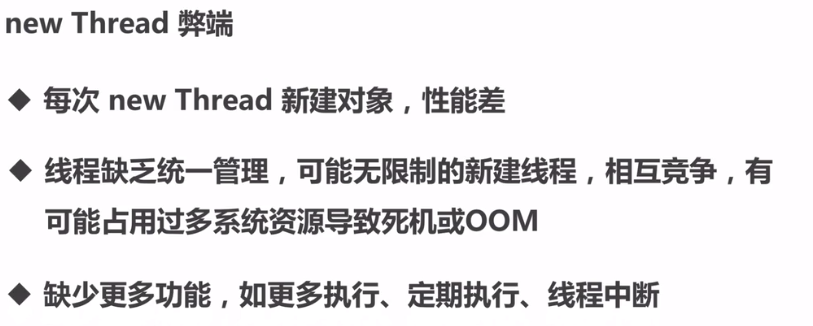 new Thread 弊端
◆ 每次 new Thread 新建对象，性能差
◆ 线程缺乏统一管理，可能无限制的新建线程，相互竞争，有
可能占用过多系统资源导致死机或OOM
◆ 缺少更多功能，如更多执行、定期执行、线程中断